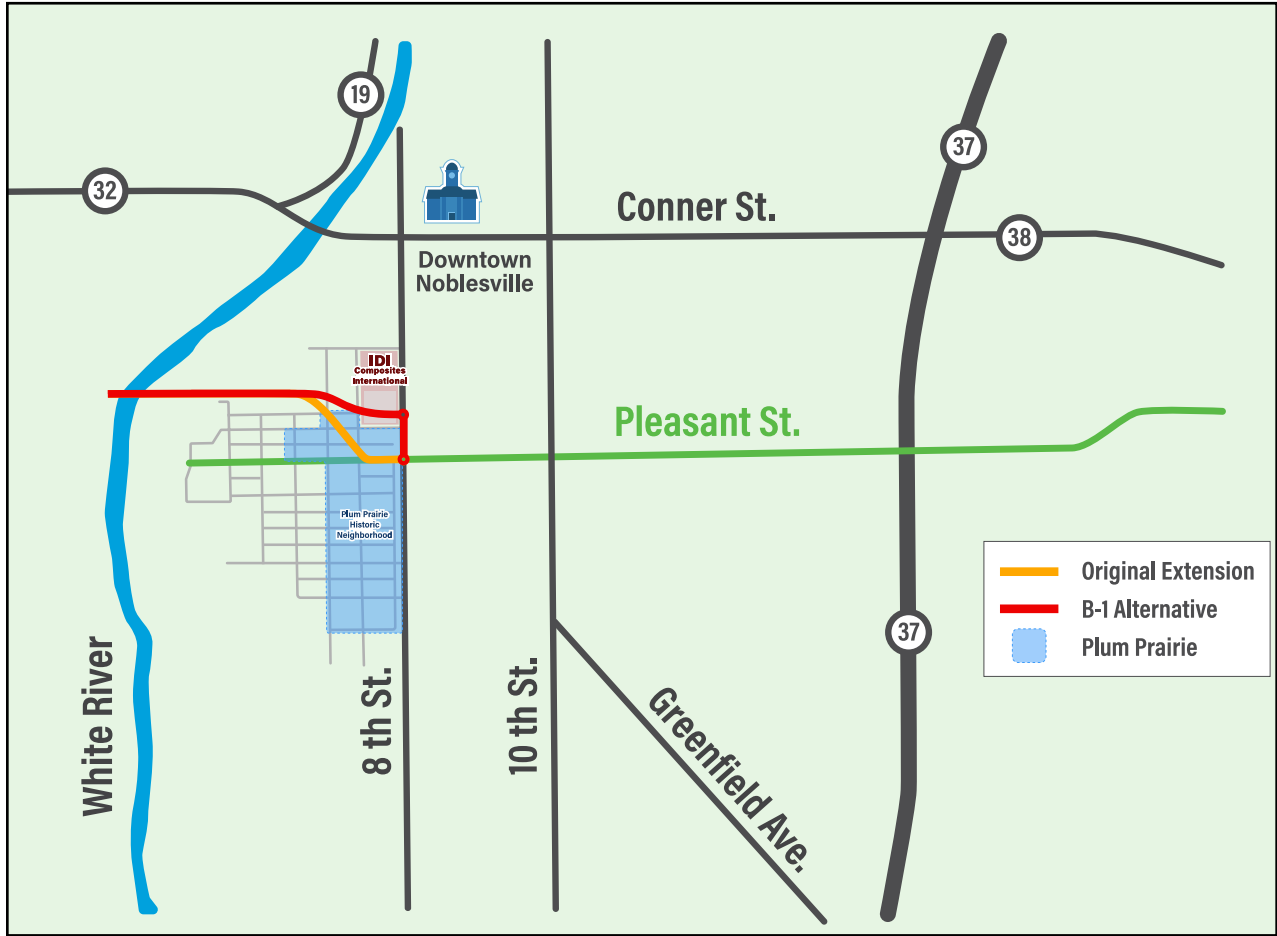 19
32
37
Conner St.
38
Downtown
Noblesville
IDI
Composites
International
Pleasant St.
Plum Prairie
Historic
Neighborhood
Original Extension
B-1 Alternative
Plum Prairie
37
White River
8 th St.
10 th St.
Greenfield Ave.